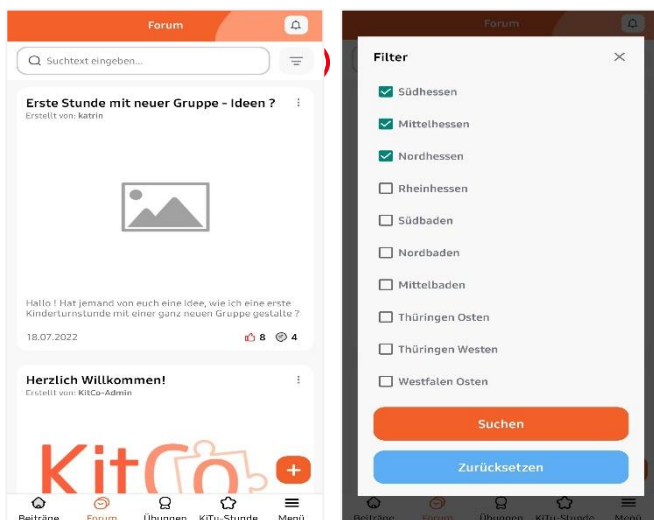 Forum
Suchtext eingeben...
Erste Stunde mit neuer Gruppe - Ideen ?
Erstellt von: katrin
Hallo ! Hat jemand von euch eine Idee, wie ich eine erste
Kinderturnstunde mit einer ganz neuen Gruppe gestalte ?
18.07.2022
8
4
Herzlich Willkommen!
Erstellt von: KitCo-Admin
KitCo
Beiträge
Forum
Übungen
KiTu-Stunde
Menü
Forum
Filter
Südhessen
Mittelhessen
Nordhessen
Rheinhessen
Südbaden
Nordbaden
Mittelbaden
Thüringen Osten
Thüringen Westen
Westfalen Osten
Suchen
Zurücksetzen
Beiträge
Forum
Übungen
KiTu-Stunde
Menü